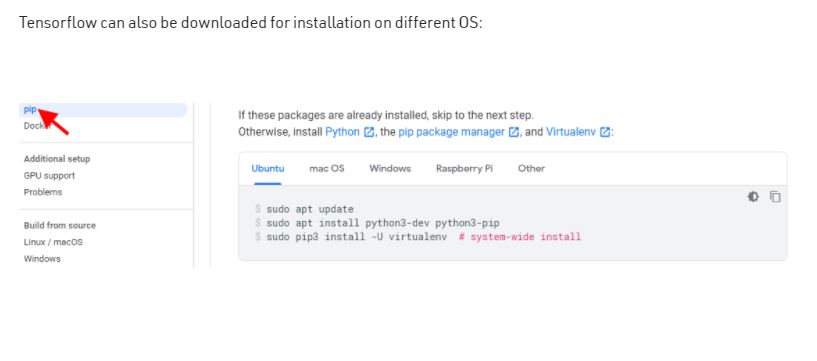 Tensorflow can also be downloaded for installation on different OS:
pip
Docker
Additional setup
GPU support
Problems
Build from source
Linux / macOS
Windows
If these packages are already installed, skip to the next step.
Otherwise, install Python, the pip package manager, and Virtualenv:
Ubuntu mac OS Windows Raspberry Pi Other
$ sudo apt update
$ sudo apt install python3-dev python3-pip
$ sudo pip3 install -U virtualenv # system-wide install